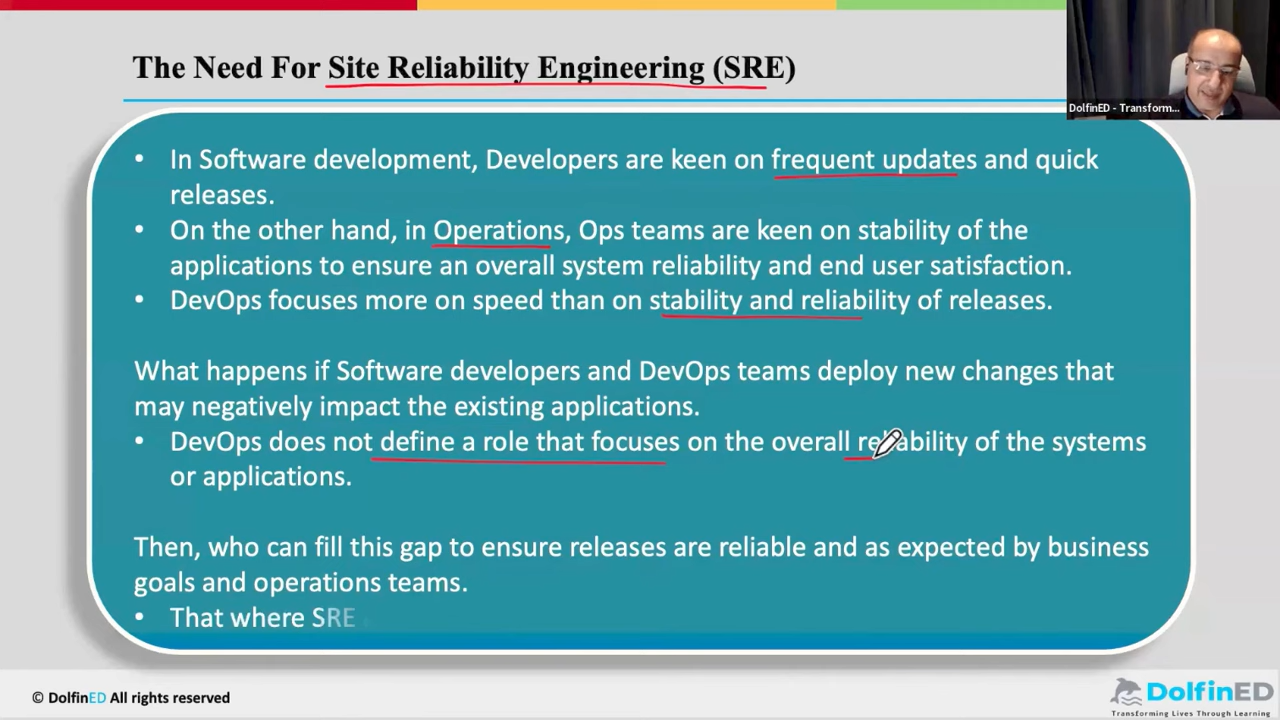 The Need For Site Reliability Engineering (SRE)
DolfinED - Transform...
• In Software development, Developers are keen on frequent updates and quick
releases.
• On the other hand, in Operations, Ops teams are keen on stability of the
applications to ensure an overall system reliability and end user satisfaction.
• DevOps focuses more on speed than on stability and reliability of releases.
What happens if Software developers and DevOps teams deploy new changes that
may negatively impact the existing applications.
• DevOps does not define a role that focuses on the overall reliability of the systems
or applications.
Then, who can fill this gap to ensure releases are reliable and as expected by business
goals and operations teams.
• That where SRE
© DolfinED All rights reserved
DolfinED
Transforming Lives Through Learning